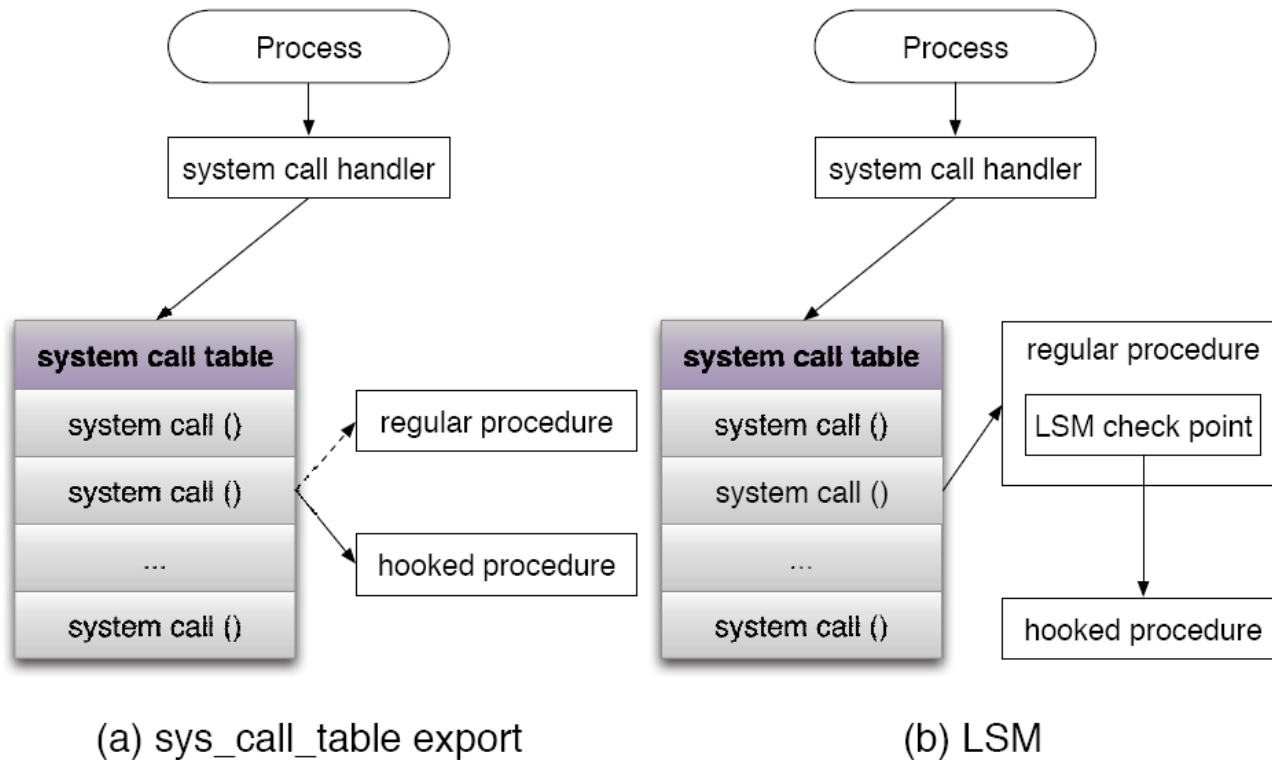 Process
system call handler
system call table
system call ()
system call ()
...
system call ()
regular procedure
hooked procedure
(a) sys_call_table export
Process
system call handler
system call table
system call ()
system call ()
...
system call ()
regular procedure
LSM check point
hooked procedure
(b) LSM